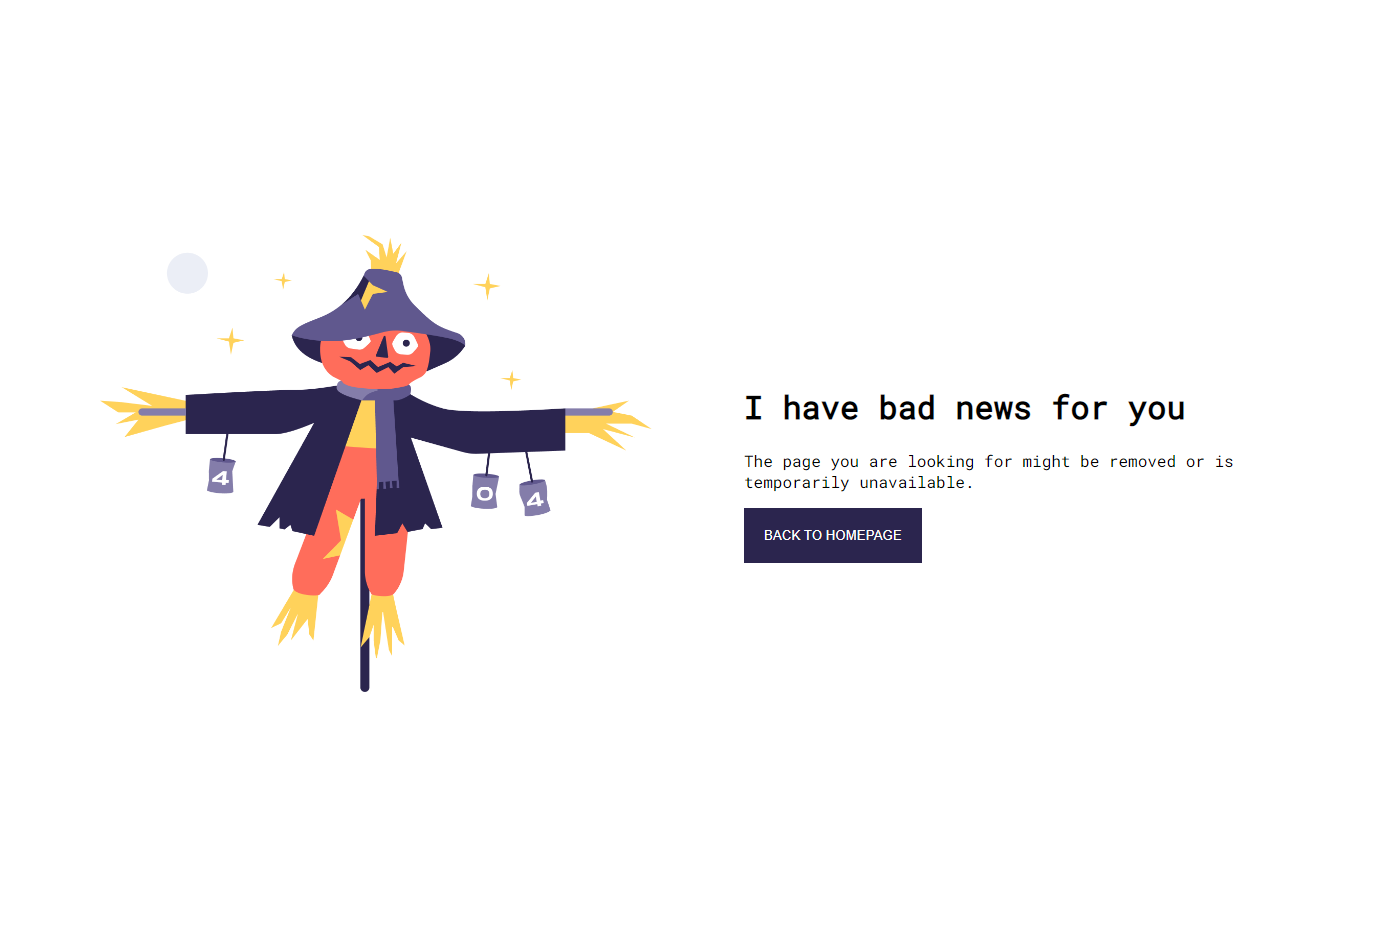 4
0
4
I have bad news for you
The page you are looking for might be removed or is
temporarily unavailable.
BACK TO HOMEPAGE